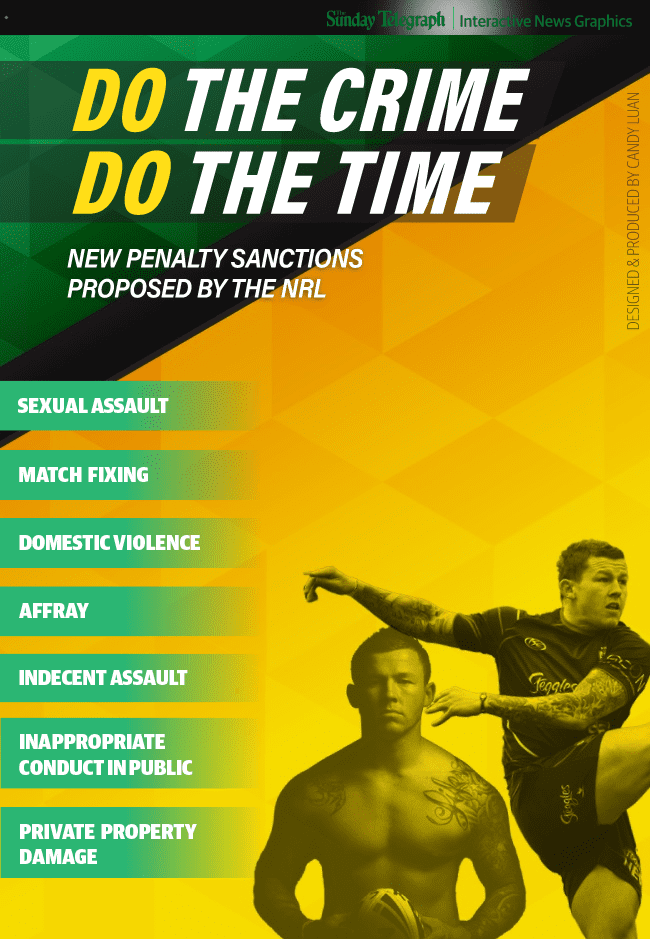 The Sunday Telegraph | Interactive News Graphics
DO THE CRIME
DO THE TIME
NEW PENALTY SANCTIONS
PROPOSED BY THE NRL
DESIGNED & PRODUCED BY CANDY LUAN
SEXUAL ASSAULT
MATCH FIXING
DOMESTIC VIOLENCE
AFFRAY
INDECENT ASSAULT
INAPPROPRIATE
CONDUCT IN PUBLIC
PRIVATE PROPERTY
DAMAGE
Steggles
Steggles